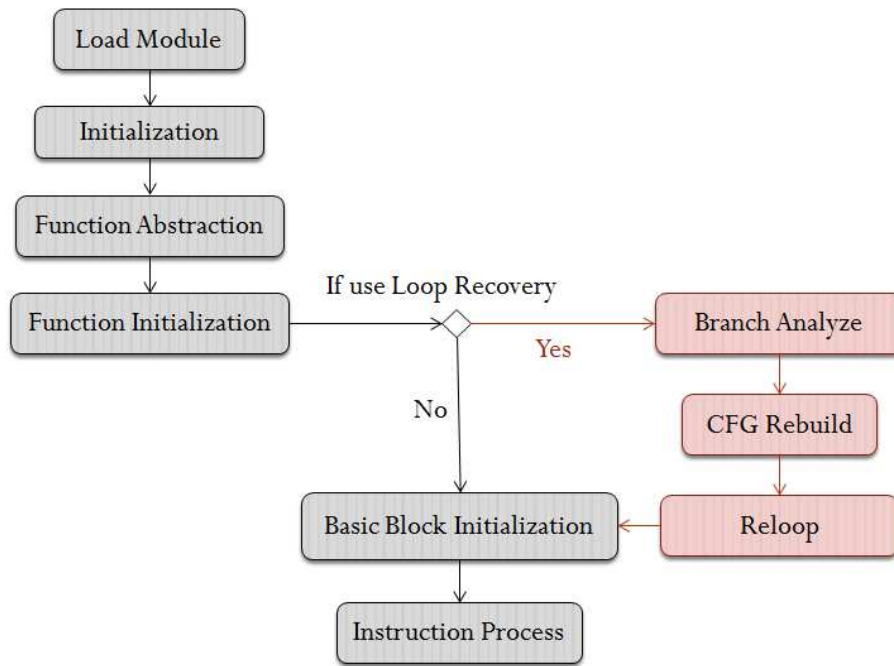 Load Module
Initialization
Function Abstraction
If use Loop Recovery
Function Initialization
Branch Analyze
Yes
No
CFG Rebuild
Basic Block Initialization
Reloop
Instruction Process